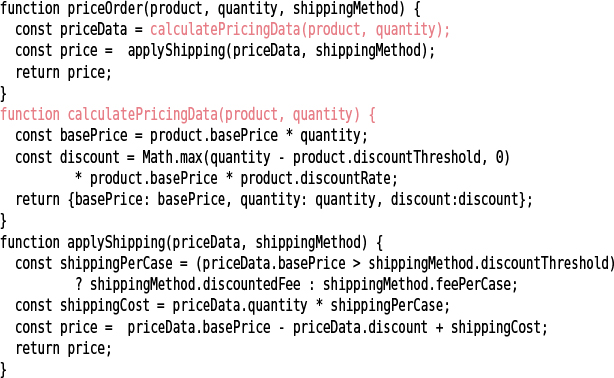 function priceOrder(product, quantity, shippingMethod) {
  const priceData = calculatePricingData(product, quantity);
  const price =  applyShipping(priceData, shippingMethod);
  return price;
}
function calculatePricingData(product, quantity) {
  const basePrice = product.basePrice * quantity;
  const discount = Math.max(quantity - product.discountThreshold, 0)
          * product.basePrice * product.discountRate;
  return {basePrice: basePrice, quantity: quantity, discount:discount};
}
function applyShipping(priceData, shippingMethod) {
  const shippingPerCase = (priceData.basePrice > shippingMethod.discountThreshold)
          ? shippingMethod.discountedFee : shippingMethod.feePerCase;
  const shippingCost = priceData.quantity * shippingPerCase;
  const price =  priceData.basePrice - priceData.discount + shippingCost;
  return price;
}